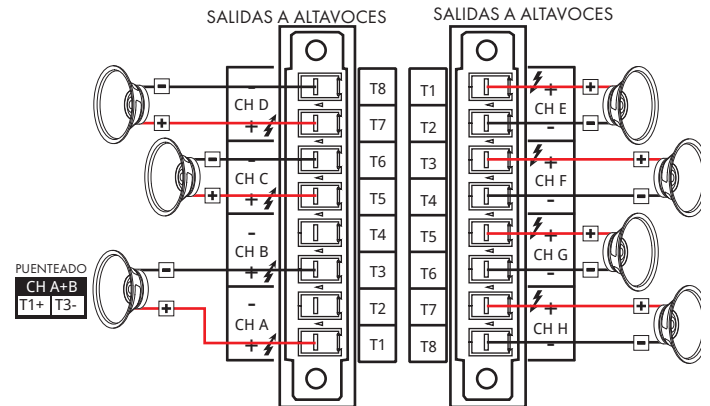 SALIDAS A ALTAVOCES
SALIDAS A ALTAVOCES
- T8 T1 +
CH D CH E
+ T7 T2 -
- T6 T3 +
CH C CH F
+ T5 T4 -
- T4 T5 +
CH B CH G
+ T3 T6 -
- T2 T7 +
CH A CH H
+ T1 T8 -
- + + - - + + - - + + - - + + -
PUENTEADO
CH A+B
T1+ T3-